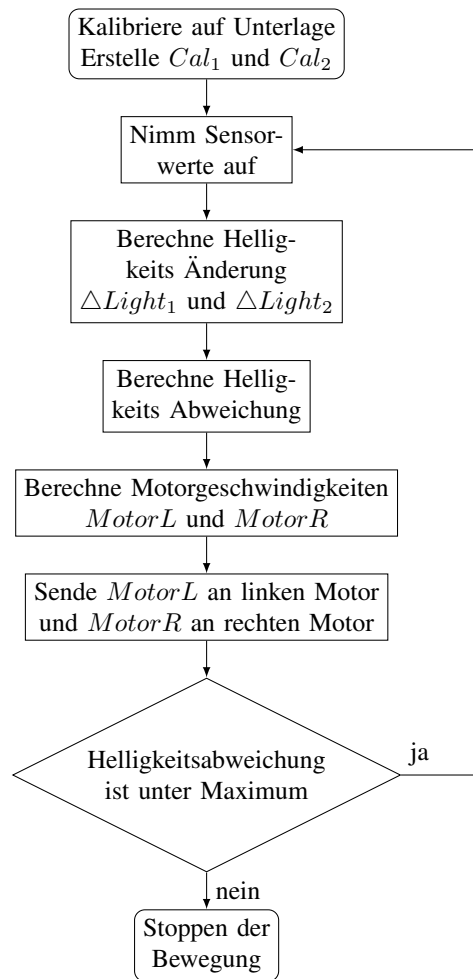 Kalibriere auf Unterlage
Erstelle Cal₁ und Cal₂
Nimm Sensor-
werte auf
Berechne Hellig-
keits Änderung
△Light₁ und △Light₂
Berechne Hellig-
keits Abweichung
Berechne Motorgeschwindigkeiten
MotorL und MotorR
Sende MotorL an linken Motor
und MotorR an rechten Motor
Helligkeitsabweichung
ist unter Maximum
ja
nein
Stoppen der
Bewegung